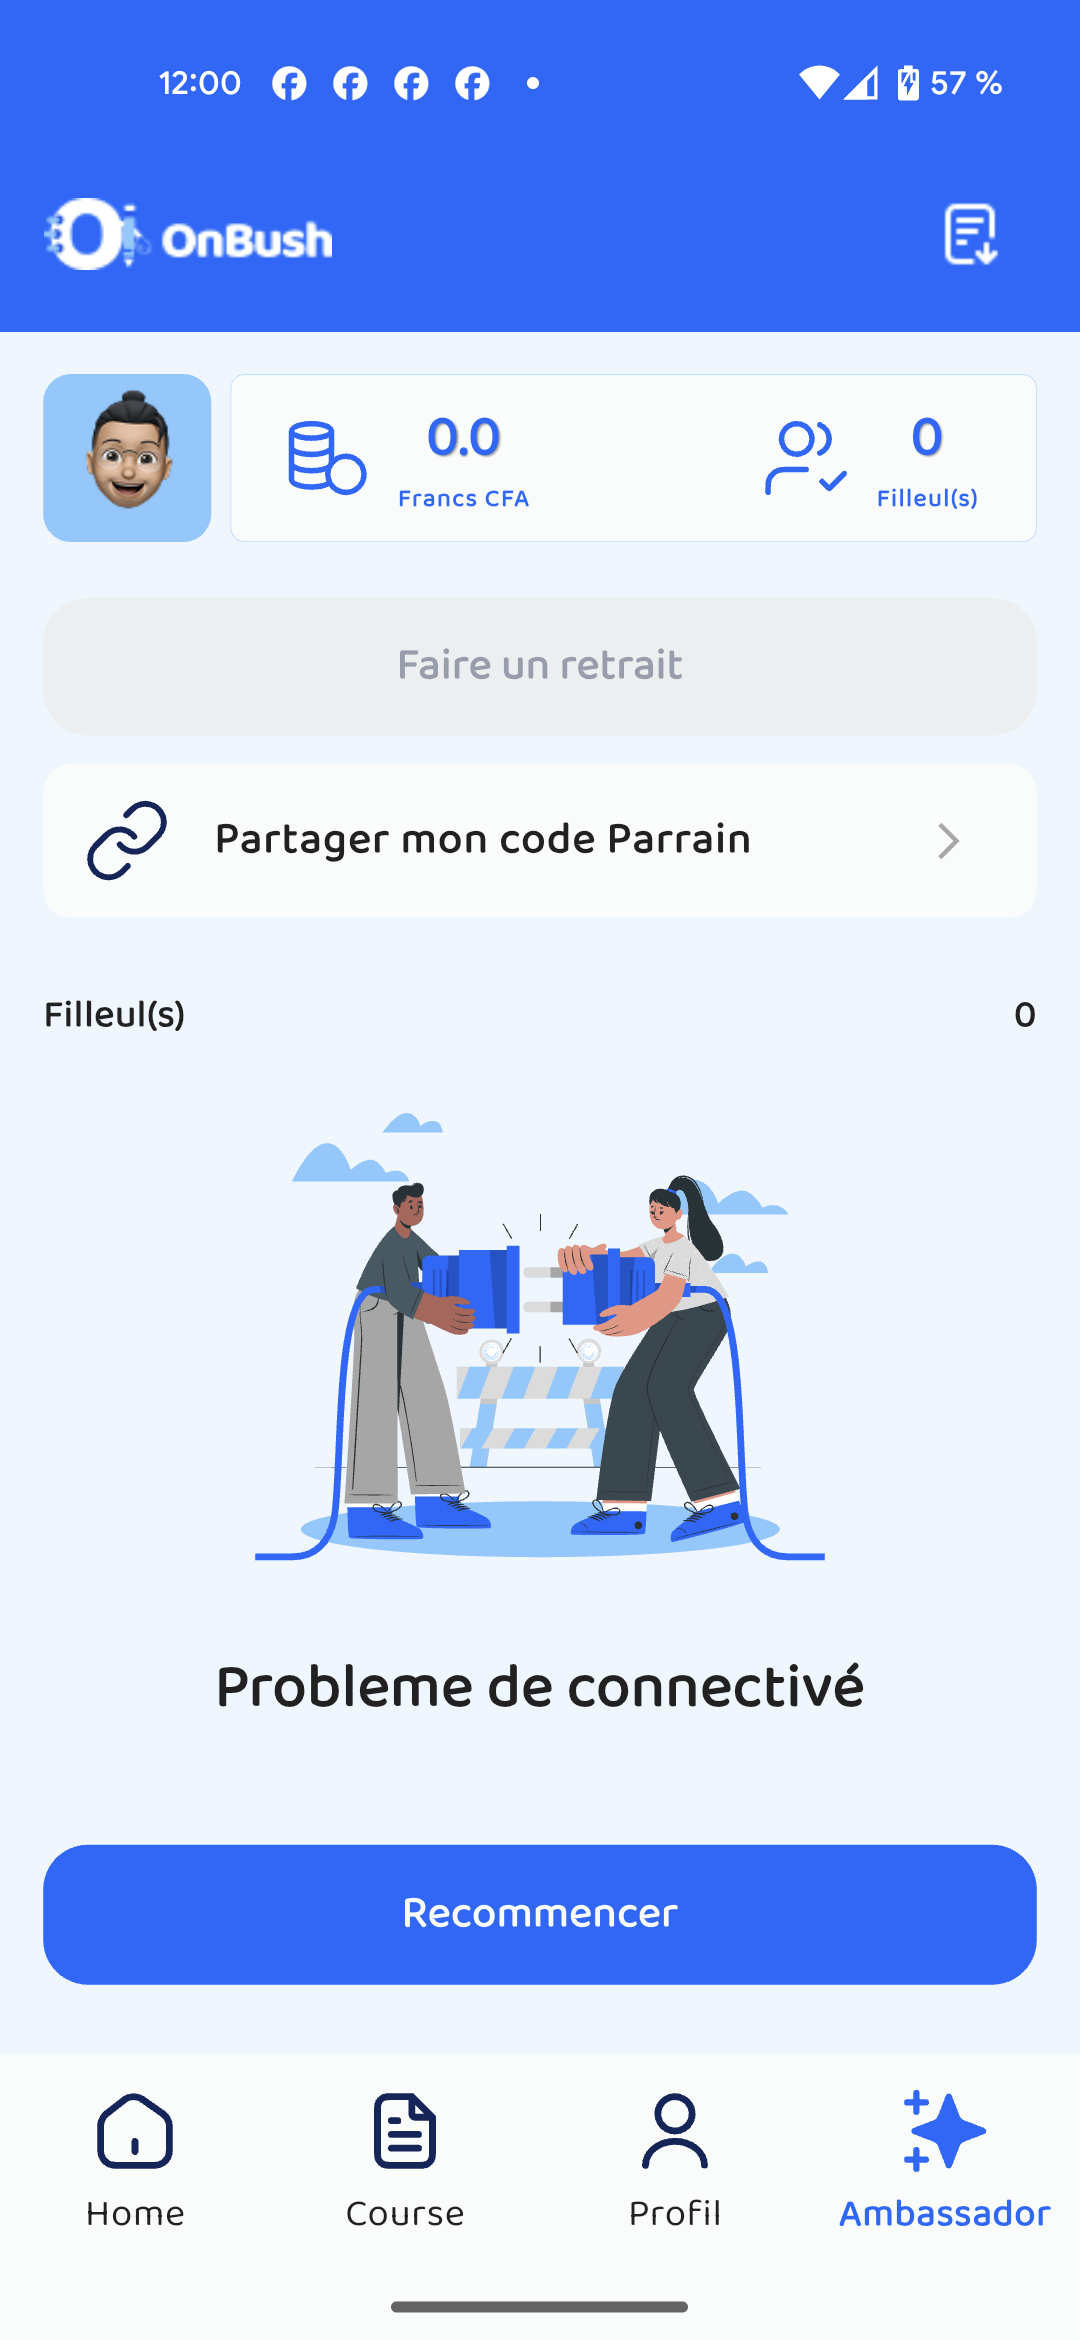 12:00
57 %
OnBush
0.0
Francs CFA
0
Filleul(s)
Faire un retrait
Partager mon code Parrain
Filleul(s)
0
Probleme de connectivé
Recommencer
Home
Course
Profil
Ambassador